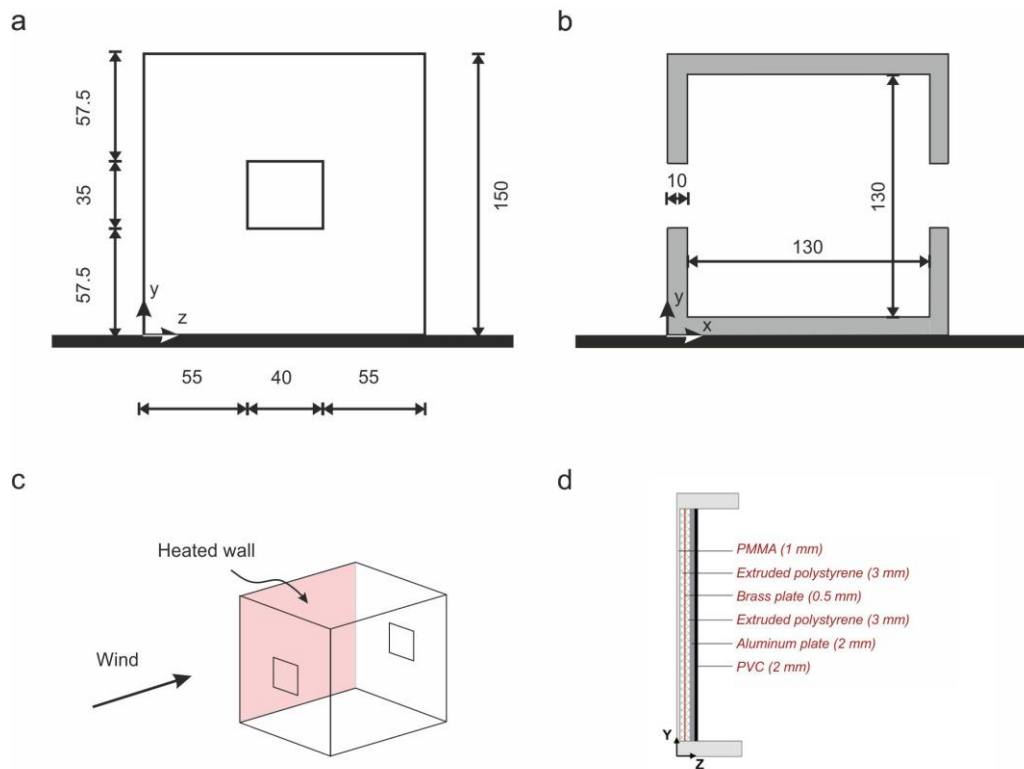 a
57.5
35
57.5
150
y
z
55
40
55
b
10
130
130
y
x
c
Heated wall
Wind
d
PMMA (1 mm)
Extruded polystyrene (3 mm)
Brass plate (0.5 mm)
Extruded polystyrene (3 mm)
Aluminum plate (2 mm)
PVC (2 mm)
Y
Z